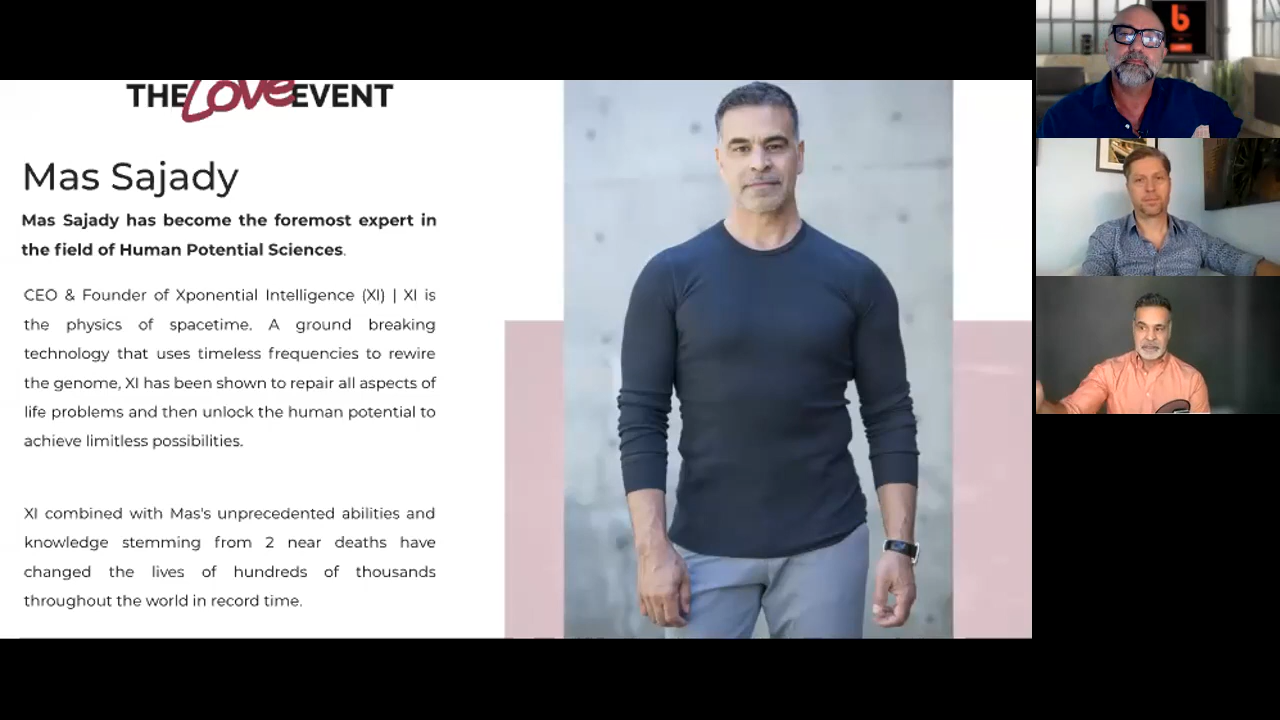 THE Love EVENT
Mas Sajady
Mas Sajady has become the foremost expert in
the field of Human Potential Sciences.
CEO & Founder of Xponential Intelligence (XI) | XI is
the physics of spacetime. A ground breaking
technology that uses timeless frequencies to rewire
the genome, XI has been shown to repair all aspects of
life problems and then unlock the human potential to
achieve limitless possibilities.
XI combined with Mas's unprecedented abilities and
knowledge stemming from 2 near deaths have
changed the lives of hundreds of thousands
throughout the world in record time.
b